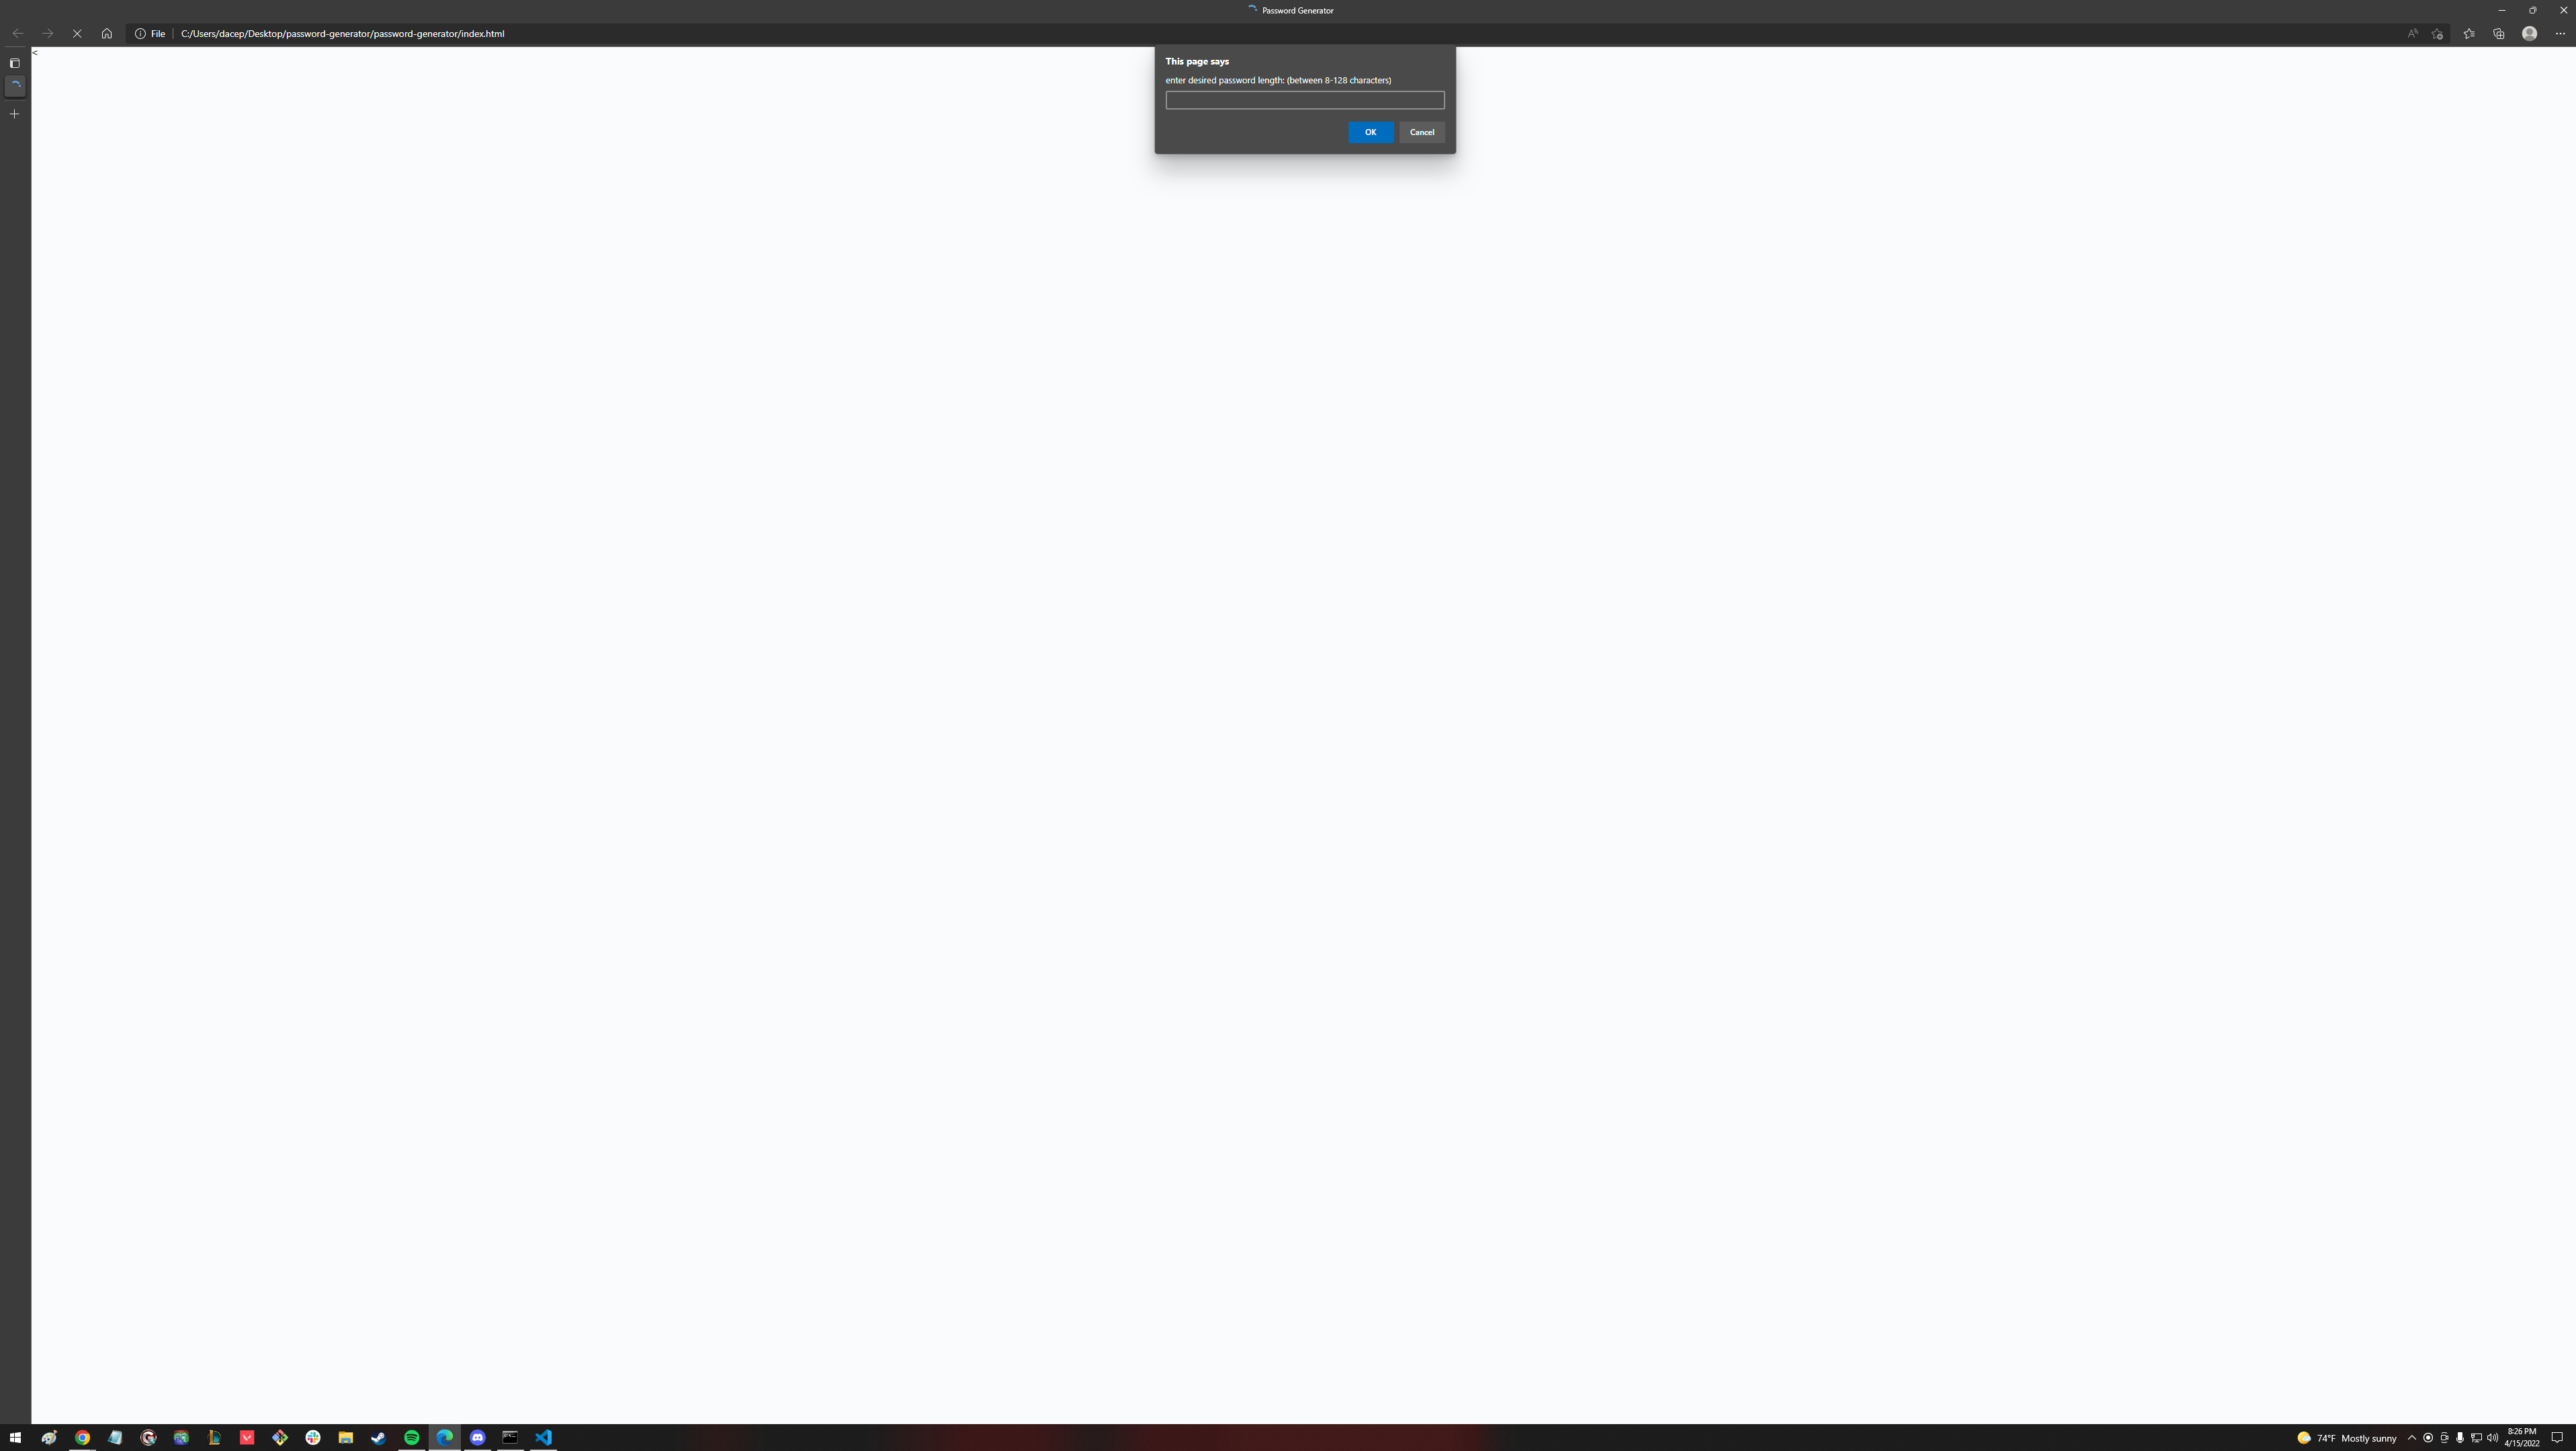 Password Generator
File
C:/Users/dacep/Desktop/password-generator/password-generator/index.html
<
This page says
enter desired password length: (between 8-128 characters)
OK
Cancel
74°F Mostly sunny
8:26 PM
4/15/2022